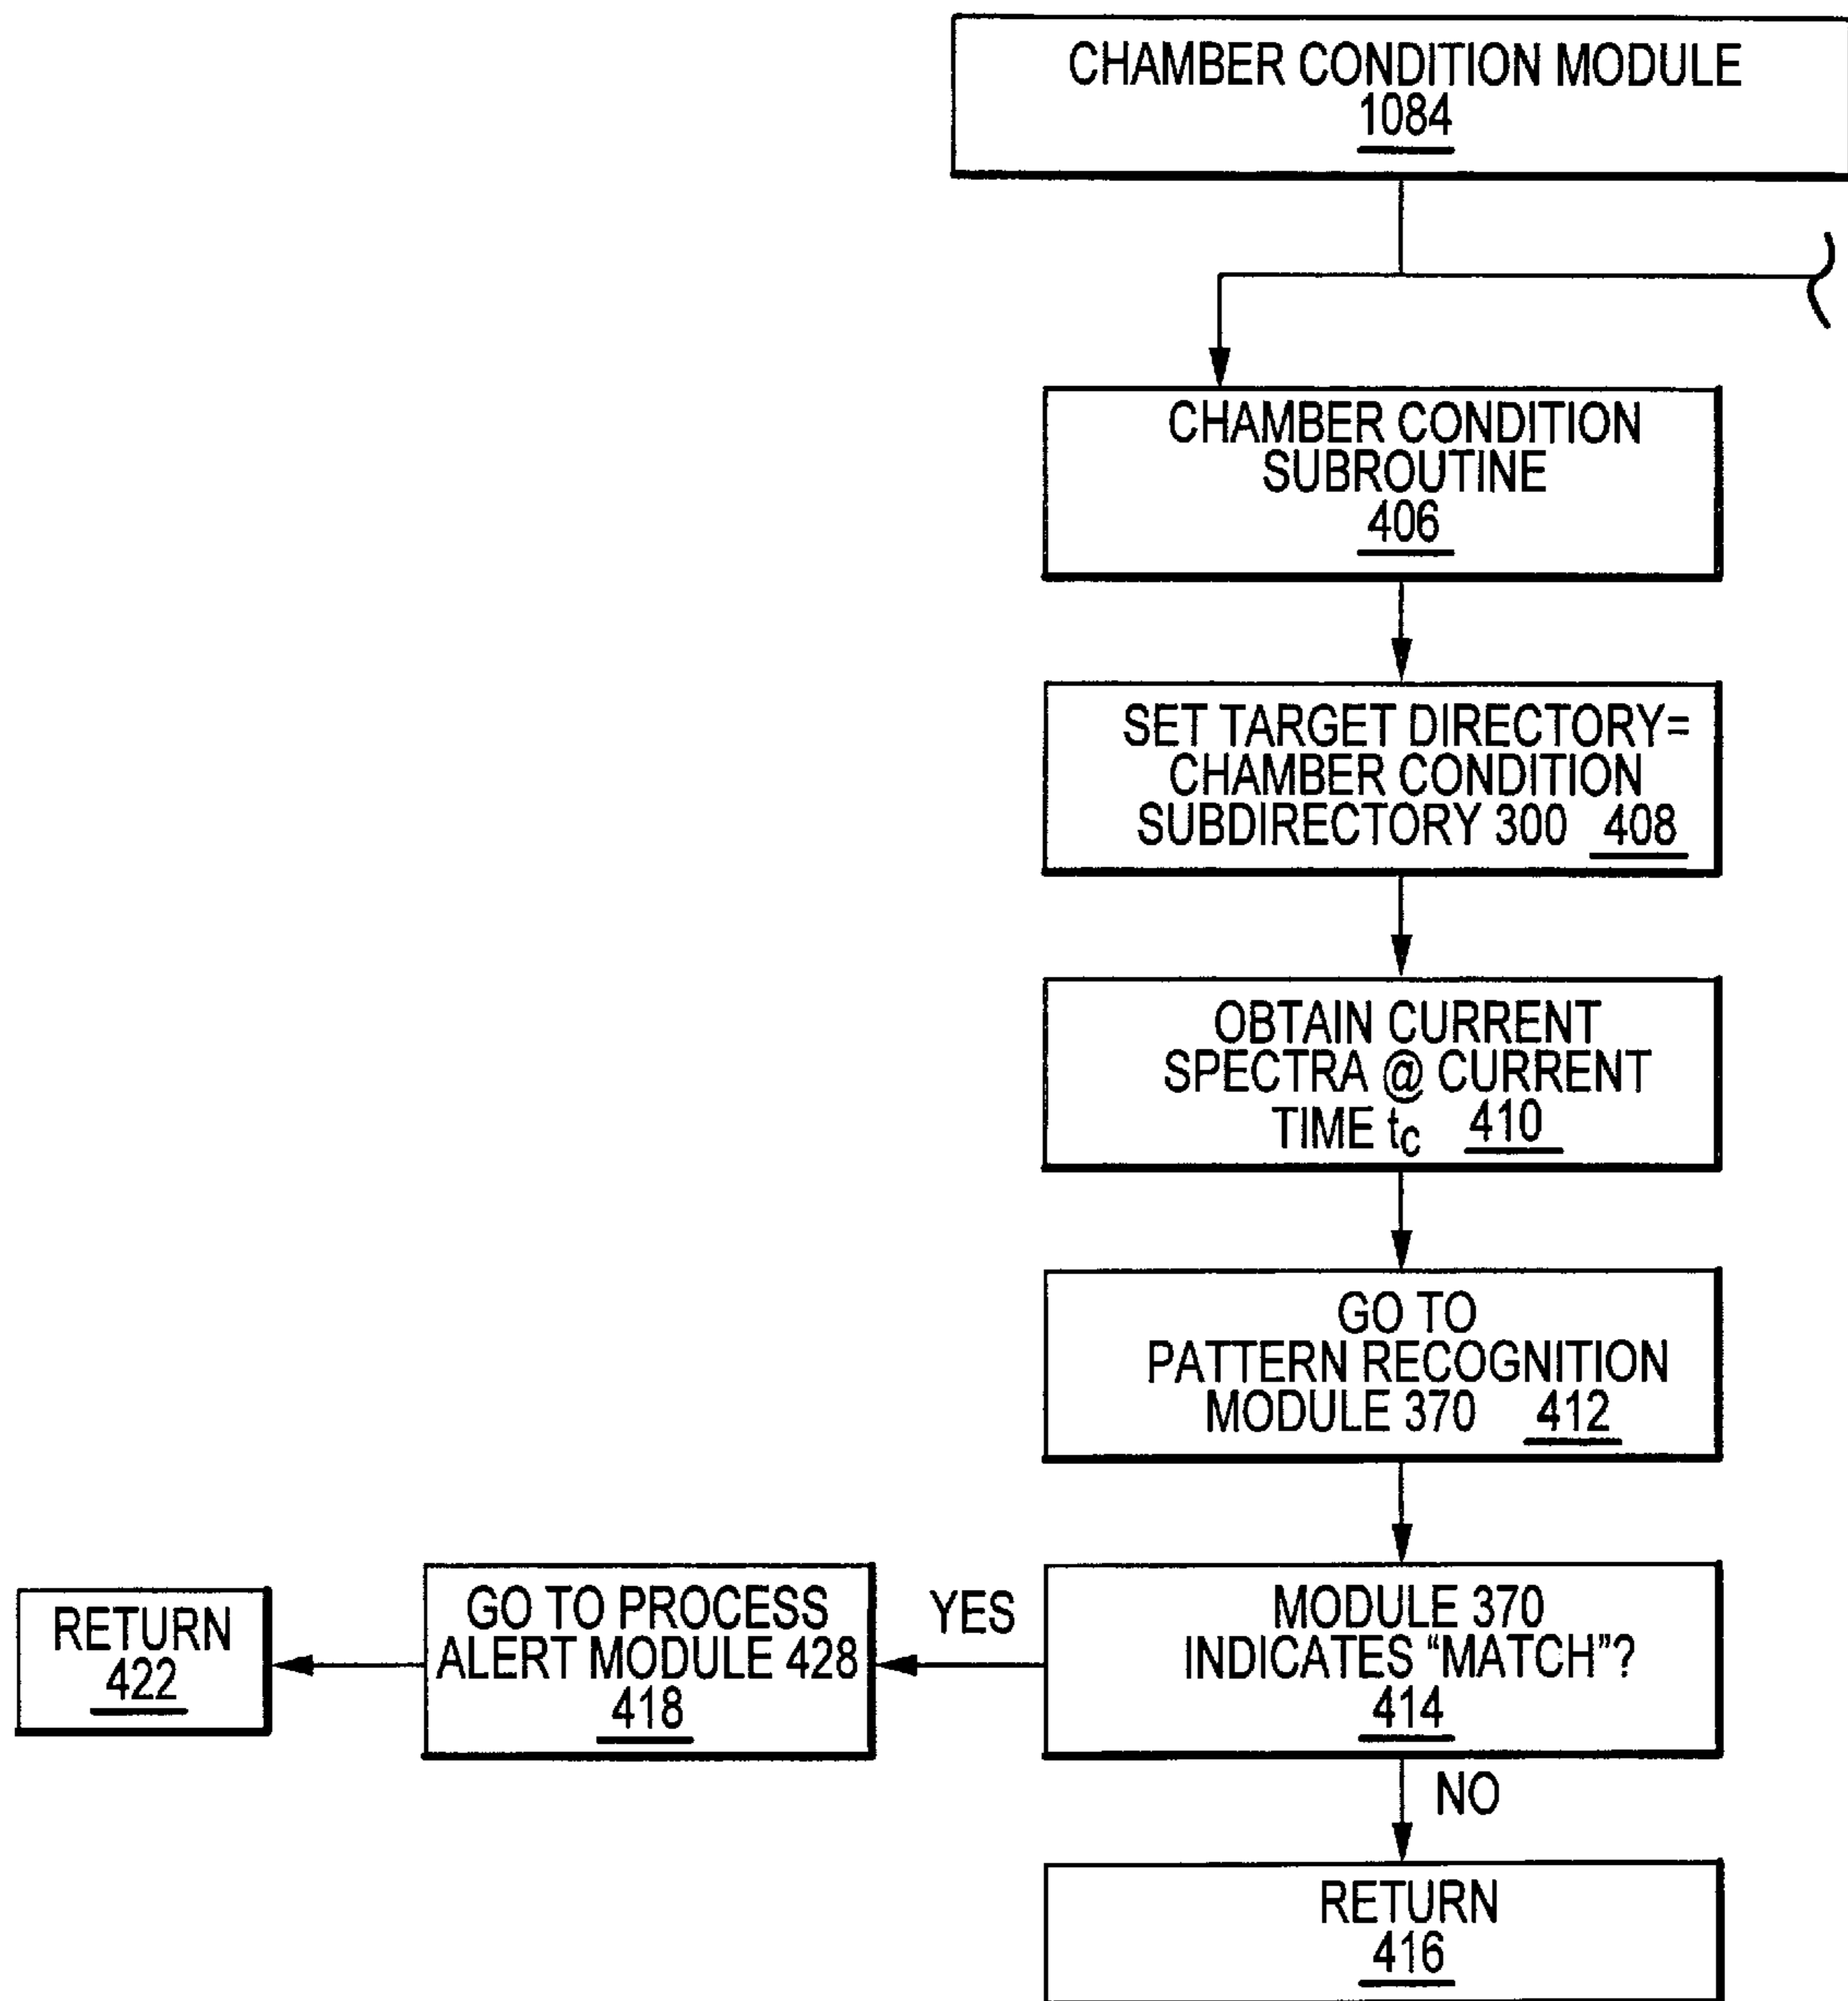 CHAMBER CONDITION MODULE
1084
CHAMBER CONDITION
SUBROUTINE
406
SET TARGET DIRECTORY=
CHAMBER CONDITION
SUBDIRECTORY 300 408
OBTAIN CURRENT
SPECTRA @ CURRENT
TIME tC 410
GO TO
PATTERN RECOGNITION
MODULE 370 412
MODULE 370
INDICATES “MATCH”?
414
YES
GO TO PROCESS
ALERT MODULE 428
418
RETURN
422
NO
RETURN
416